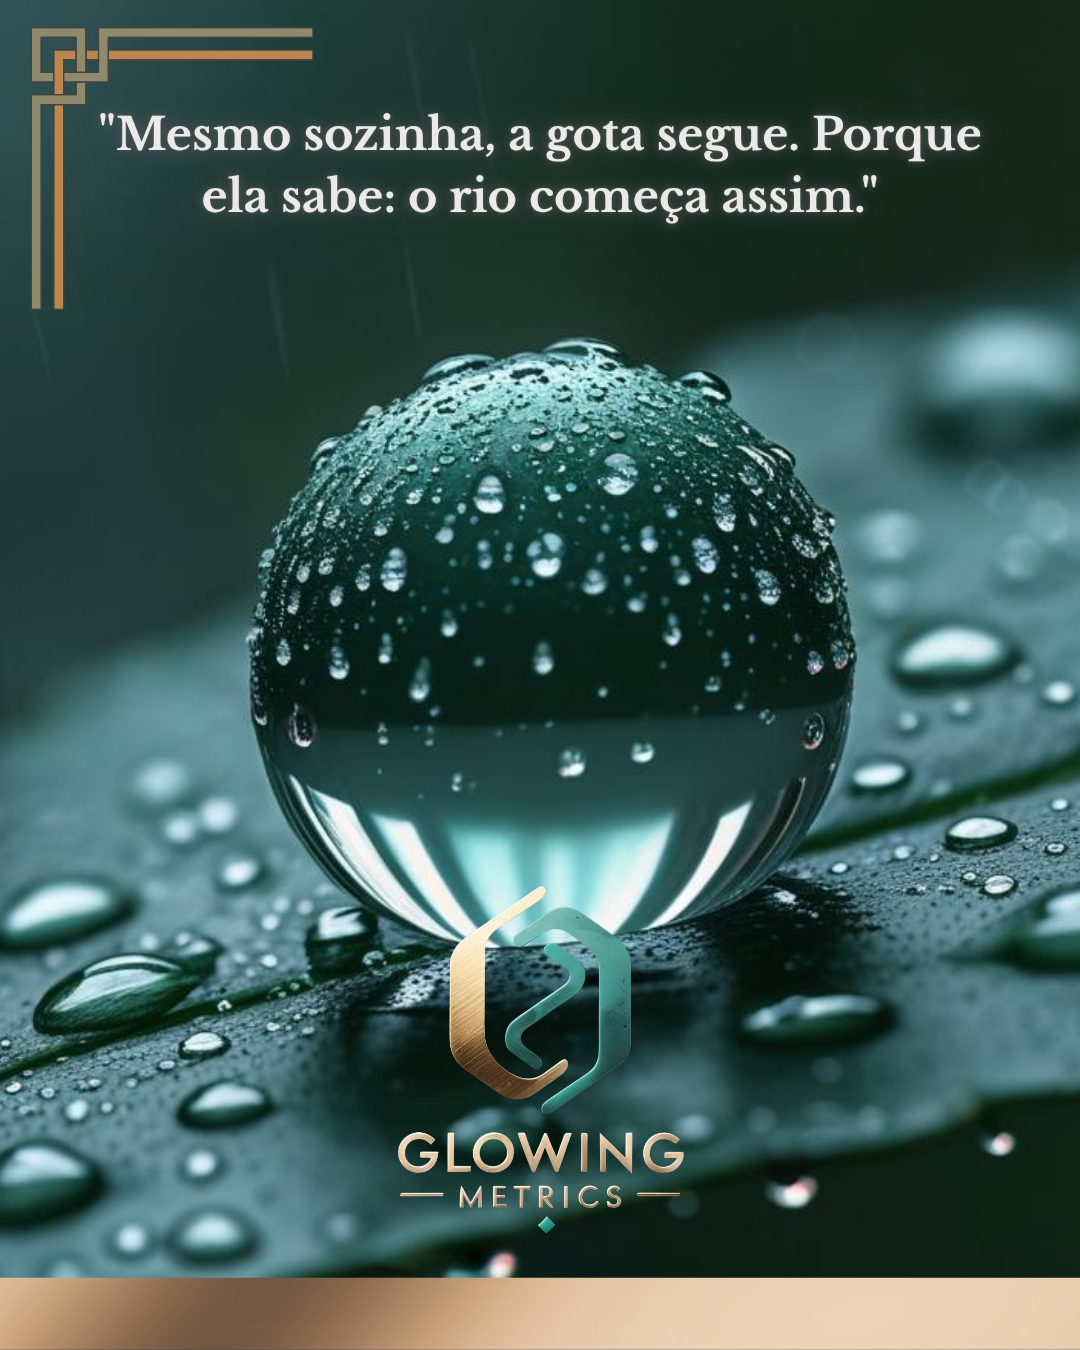 "Mesmo sozinha, a gota segue. Porque
ela sabe: o rio começa assim."
GLOWING
METRICS